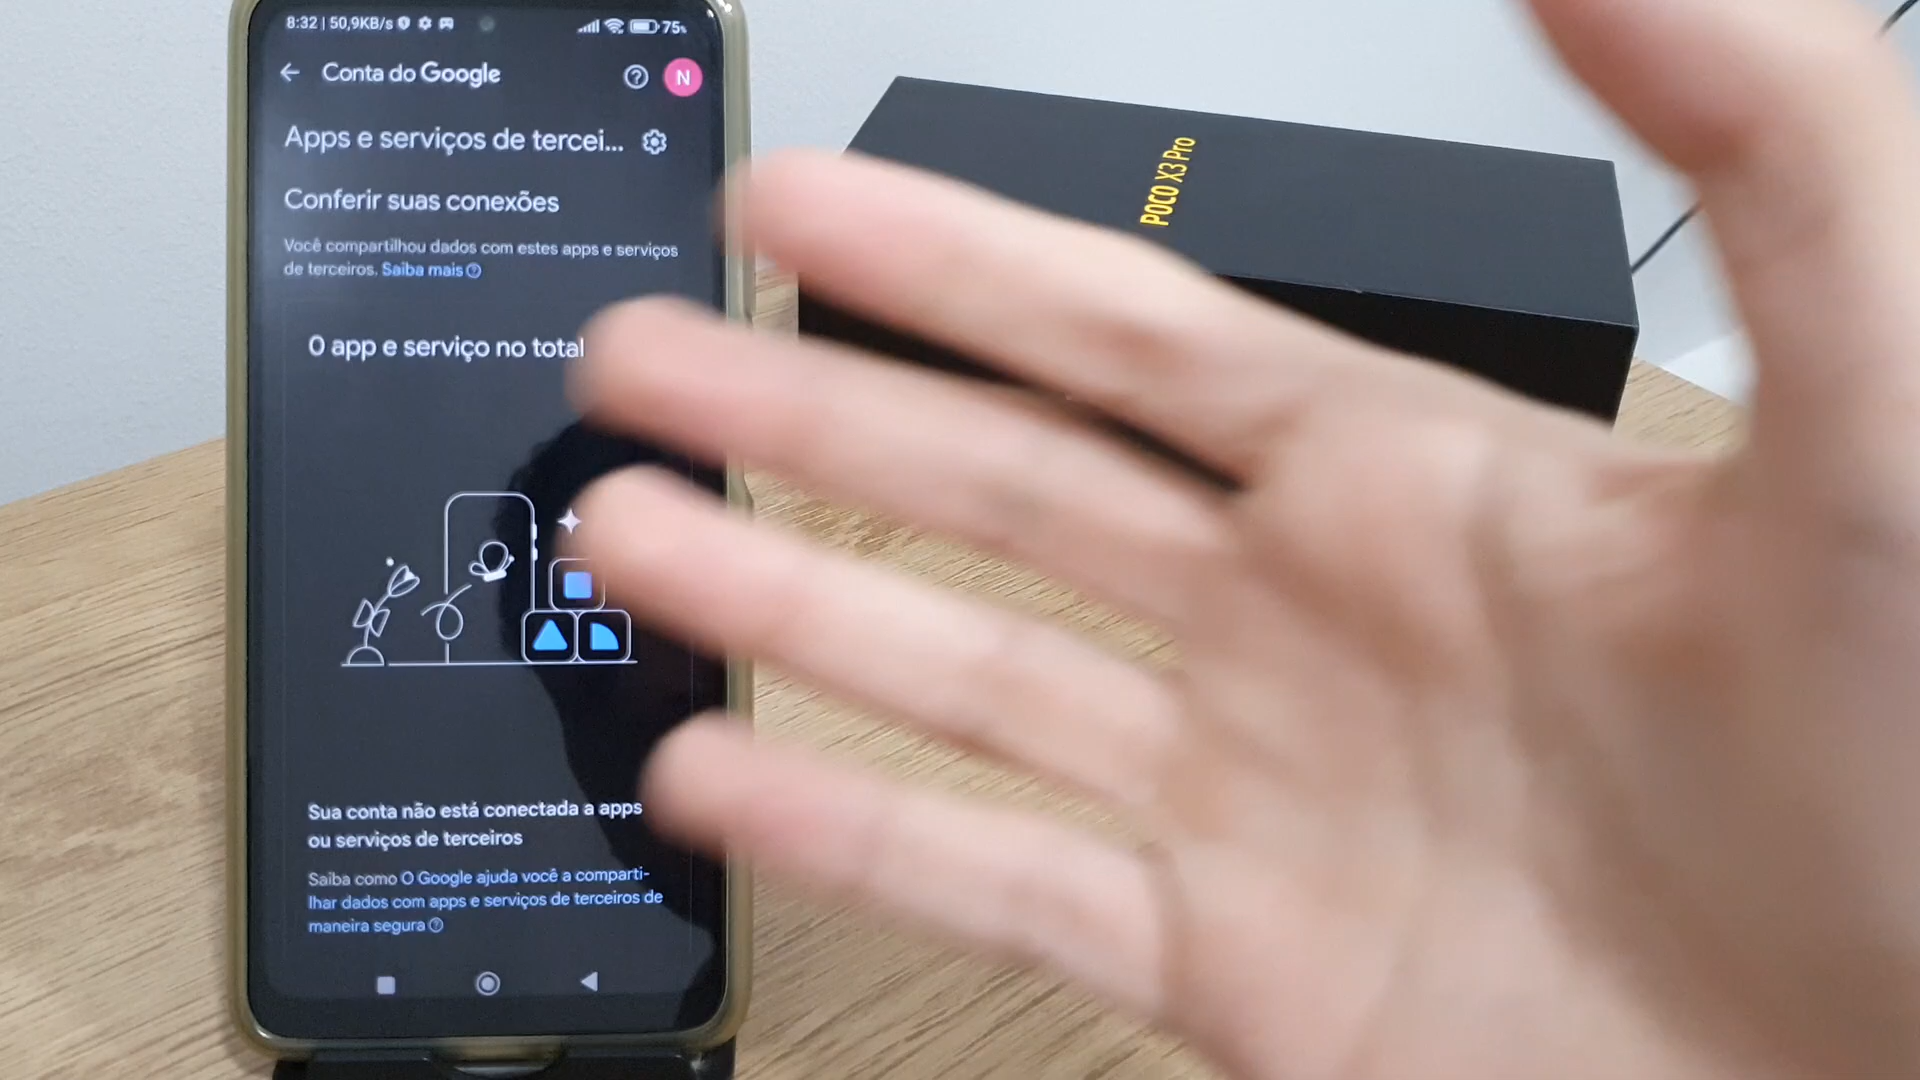 8:32 | 50,9KB/s
75%
Conta do Google
N
Apps e serviços de tercei...
Conferir suas conexões
Você compartilhou dados com estes apps e serviços
de terceiros. Saiba mais
0 app e serviço no total
Sua conta não está conectada a apps
ou serviços de terceiros
Saiba como O Google ajuda você a comparti-
lhar dados com apps e serviços de terceiros de
maneira segura
POCO X3 Pro